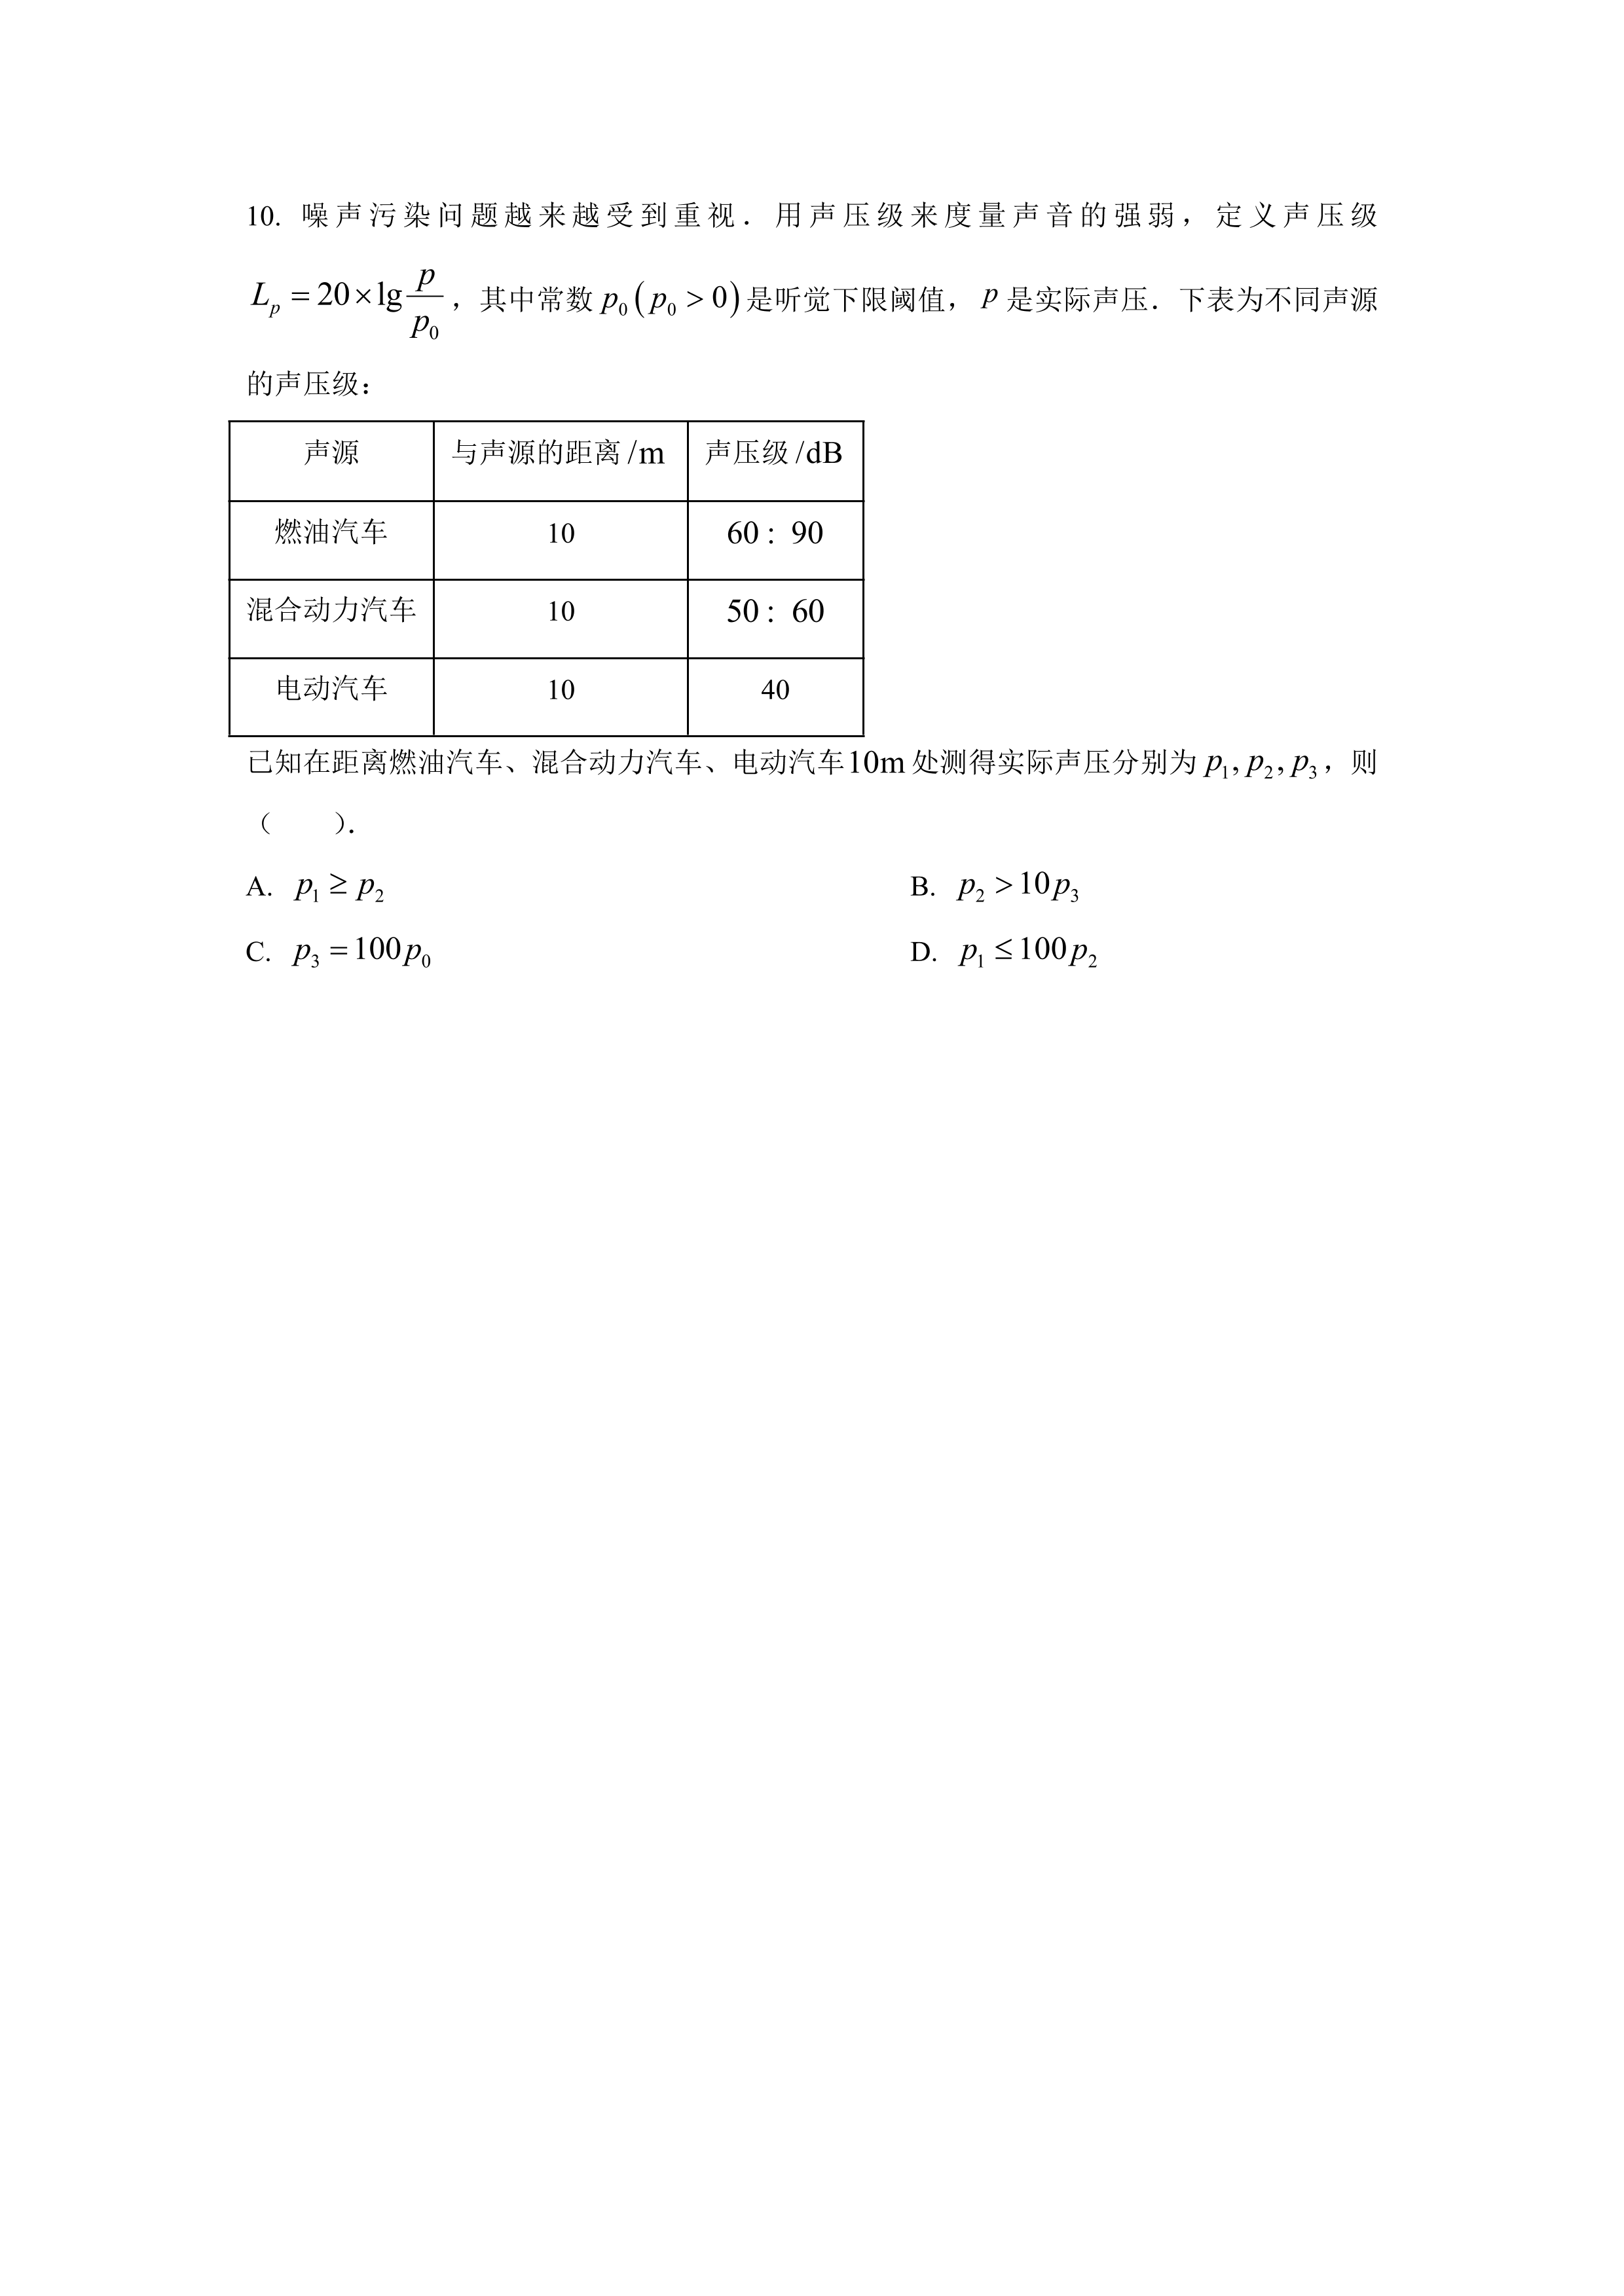 10. 噪声污染问题越来越受到重视．用声压级来度量声音的强弱，定义声压级
L_p = 20×lg p/p_0，其中常数 p_0(p_0 > 0)是听觉下限阈值，p 是实际声压．下表为不同声源
的声压级：
声源 与声源的距离/m 声压级/dB
燃油汽车 10 60：90
混合动力汽车 10 50：60
电动汽车 10 40
已知在距离燃油汽车、混合动力汽车、电动汽车10m处测得实际声压分别为 p_1, p_2, p_3，则
（ ）．
A. p_1 ≥ p_2 B. p_2 > 10p_3
C. p_3 = 100p_0 D. p_1 ≤ 100p_2